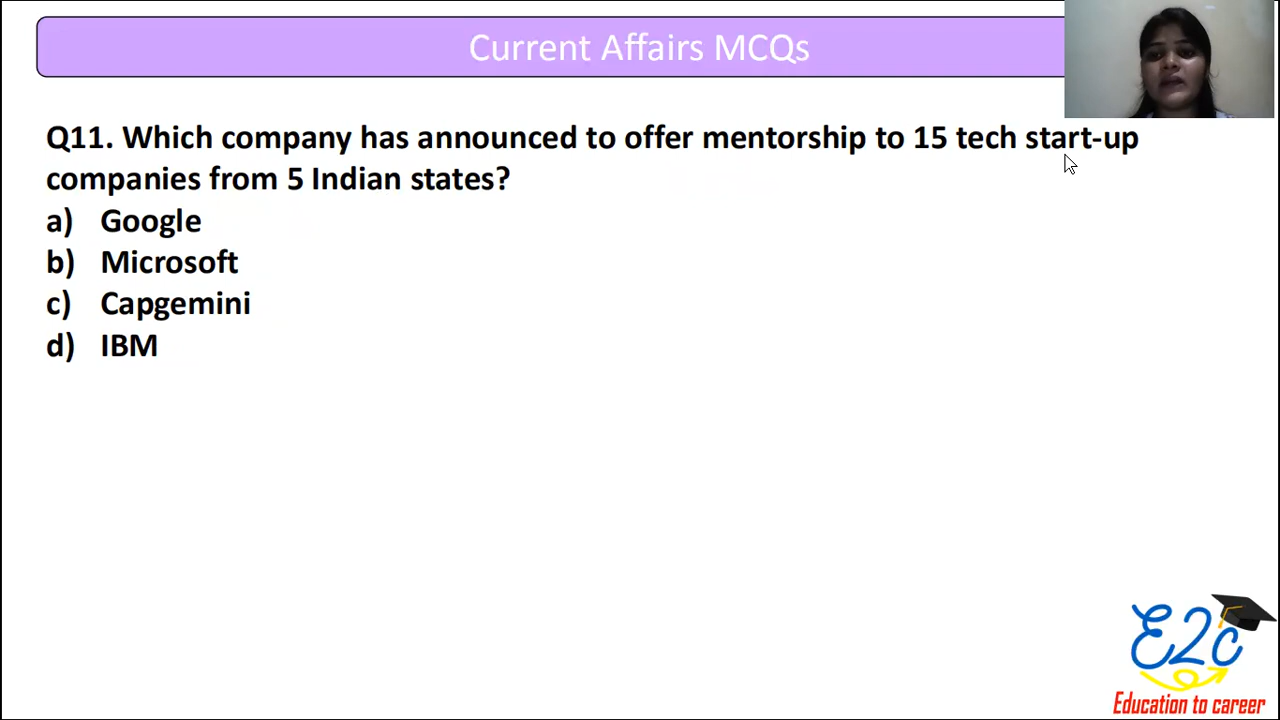 Current Affairs MCQs
Q11. Which company has announced to offer mentorship to 15 tech start-up
companies from 5 Indian states?
a) Google
b) Microsoft
c) Capgemini
d) IBM
E2c
Education to career